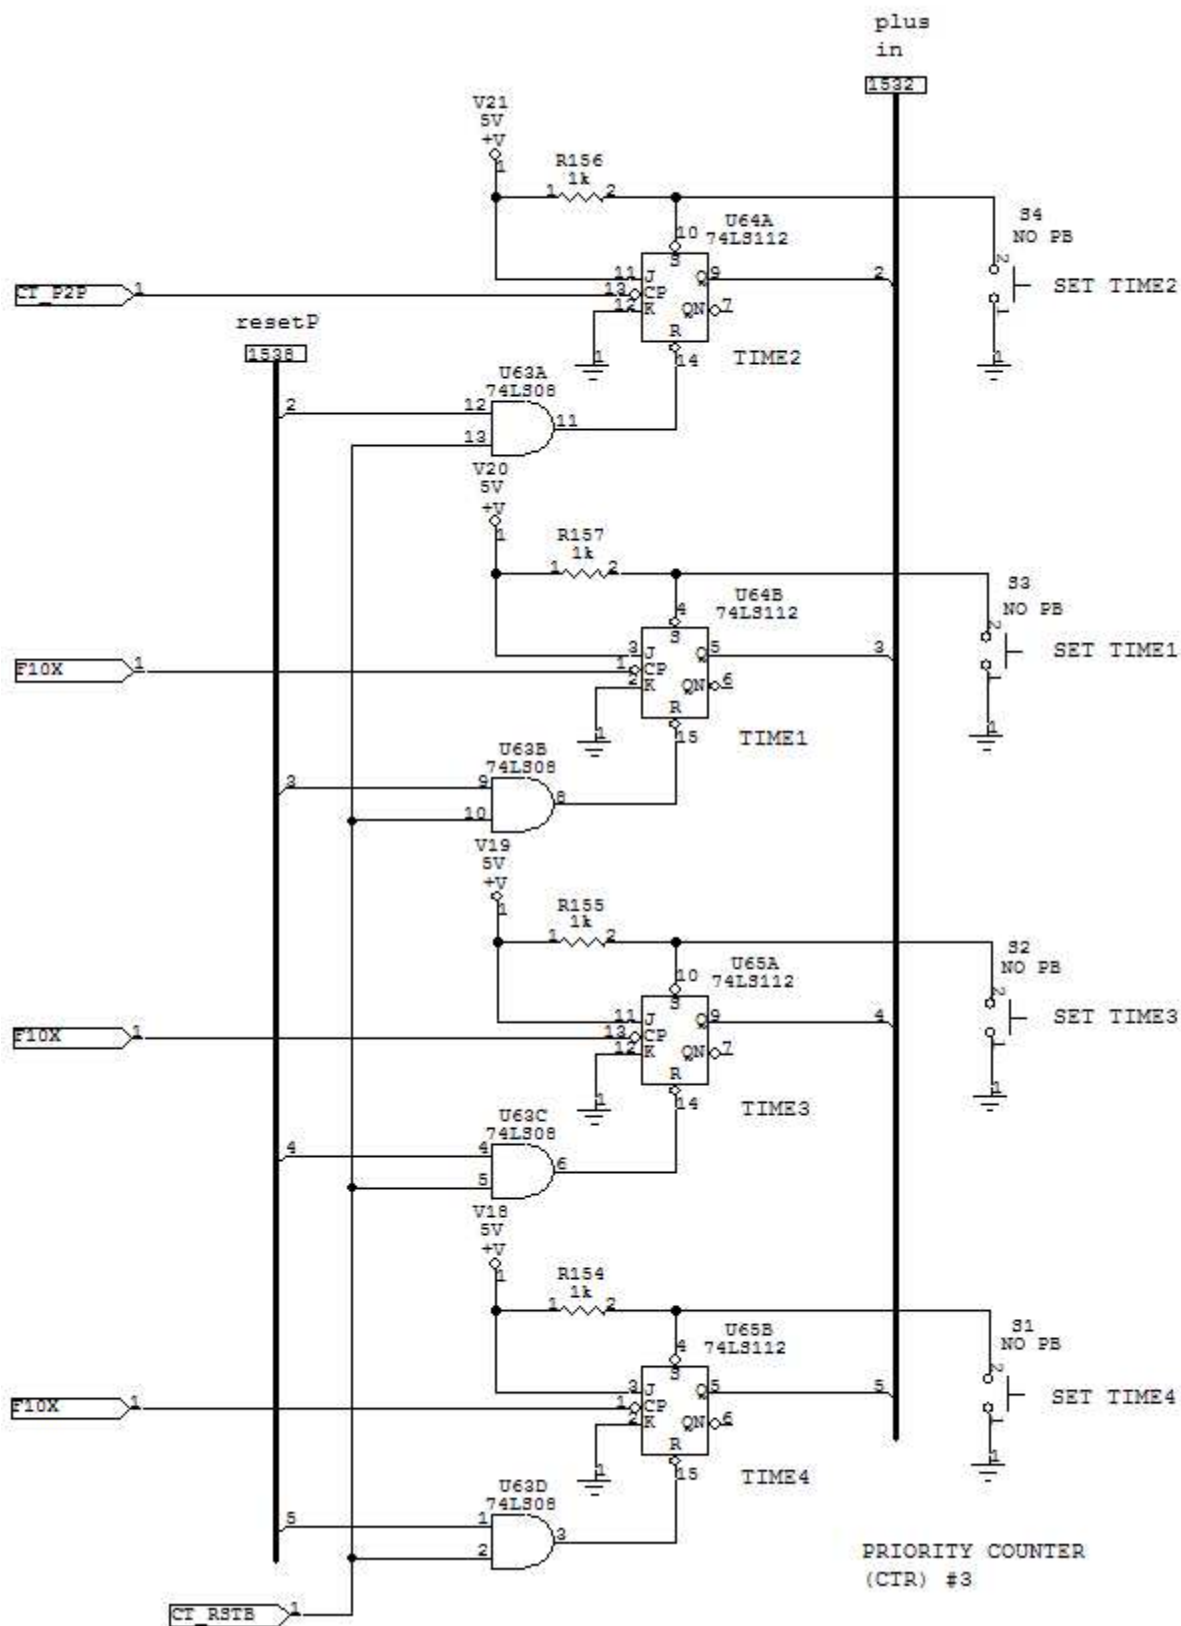 plus
in
1532
V21
5V
+V
1
R156
1k
1 2
S4
NO PB
2
1
SET TIME2
U64A
74LS112
10
S
11 J Q 9
13 CP
12 K QN 7
R
14
2
1
1
TIME2
CT_P2P 1
resetP
1538
U63A
74LS08
2
12
13
11
V20
5V
+V
1
R157
1k
1 2
S3
NO PB
2
1
SET TIME1
U64B
74LS112
4
S
3 J Q 5
1 CP
2 K QN 6
R
15
3
1
1
TIME1
F10X 1
U63B
74LS08
3
9
10
8
V19
5V
+V
1
R155
1k
1 2
S2
NO PB
2
1
SET TIME3
U65A
74LS112
10
S
11 J Q 9
13 CP
12 K QN 7
R
14
4
1
1
TIME3
F10X 1
U63C
74LS08
4
4
5
6
V18
5V
+V
1
R154
1k
1 2
S1
NO PB
2
1
SET TIME4
U65B
74LS112
4
S
3 J Q 5
1 CP
2 K QN 6
R
15
5
1
1
TIME4
F10X 1
U63D
74LS08
5
1
2
3
PRIORITY COUNTER
(CTR) #3
CT_RSTB 1